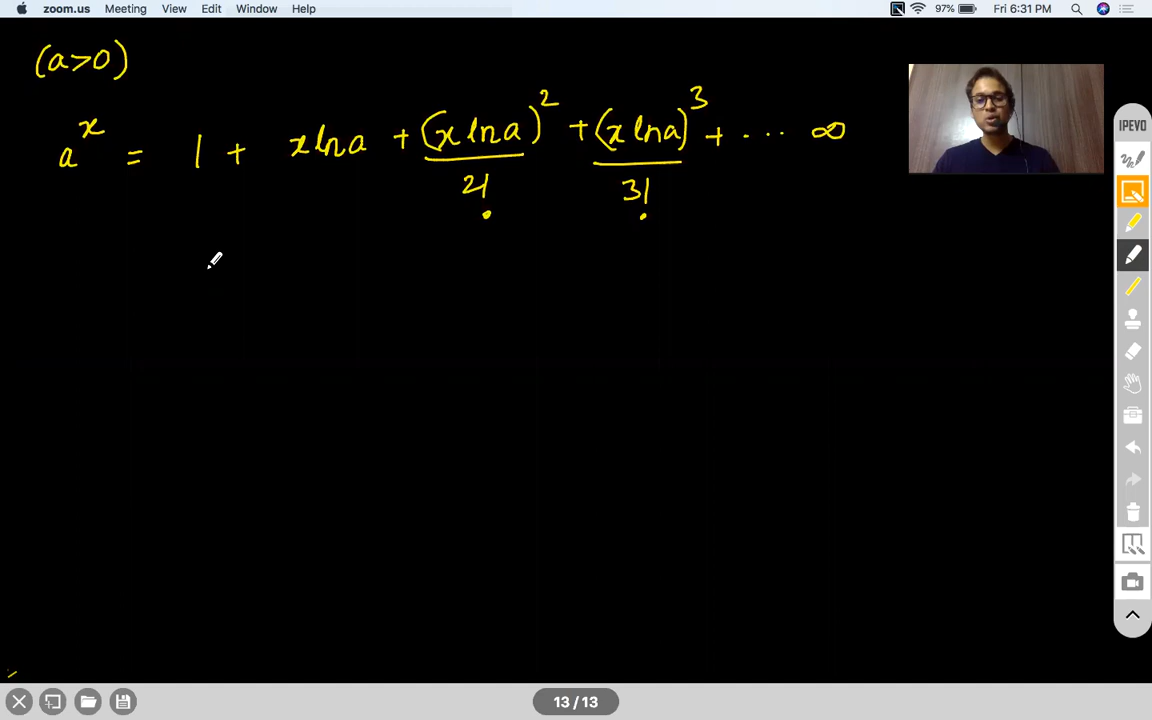 zoom.us Meeting View Edit Window Help 97% Fri 6:31 PM
(a>0)
a^x = 1 + x ln a + (x ln a)^2/2! + (x ln a)^3/3! + ... ∞
IPEVO
13 / 13